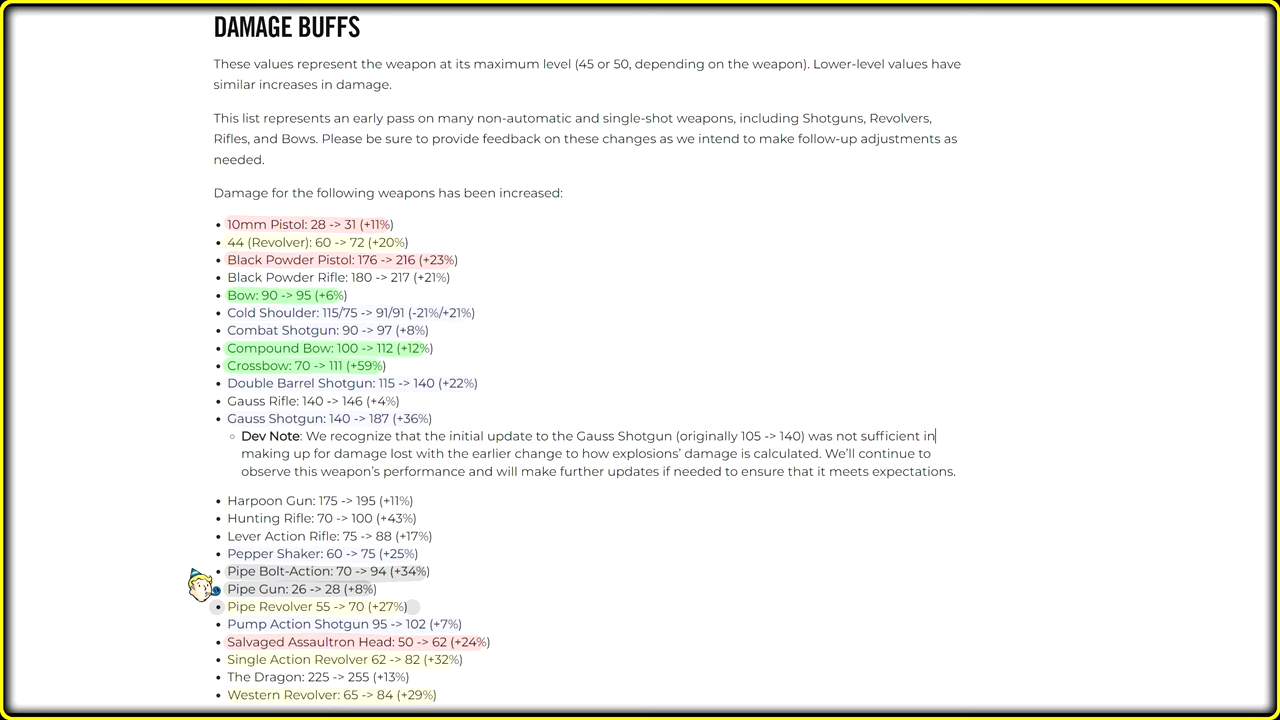 DAMAGE BUFFS
These values represent the weapon at its maximum level (45 or 50, depending on the weapon). Lower-level values have
similar increases in damage.
This list represents an early pass on many non-automatic and single-shot weapons, including Shotguns, Revolvers,
Rifles, and Bows. Please be sure to provide feedback on these changes as we intend to make follow-up adjustments as
needed.
Damage for the following weapons has been increased:
• 10mm Pistol: 28 -> 31 (+11%)
• 44 (Revolver): 60 -> 72 (+20%)
• Black Powder Pistol: 176 -> 216 (+23%)
• Black Powder Rifle: 180 -> 217 (+21%)
• Bow: 90 -> 95 (+6%)
• Cold Shoulder: 115/75 -> 91/91 (-21%/+21%)
• Combat Shotgun: 90 -> 97 (+8%)
• Compound Bow: 100 -> 112 (+12%)
• Crossbow: 70 -> 111 (+59%)
• Double Barrel Shotgun: 115 -> 140 (+22%)
• Gauss Rifle: 140 -> 146 (+4%)
• Gauss Shotgun: 140 -> 187 (+36%)
◦ Dev Note: We recognize that the initial update to the Gauss Shotgun (originally 105 -> 140) was not sufficient in
making up for damage lost with the earlier change to how explosions’ damage is calculated. We’ll continue to
observe this weapon’s performance and will make further updates if needed to ensure that it meets expectations.
• Harpoon Gun: 175 -> 195 (+11%)
• Hunting Rifle: 70 -> 100 (+43%)
• Lever Action Rifle: 75 -> 88 (+17%)
• Pepper Shaker: 60 -> 75 (+25%)
• Pipe Bolt-Action: 70 -> 94 (+34%)
• Pipe Gun: 26 -> 28 (+8%)
• Pipe Revolver 55 -> 70 (+27%)
• Pump Action Shotgun 95 -> 102 (+7%)
• Salvaged Assaultron Head: 50 -> 62 (+24%)
• Single Action Revolver 62 -> 82 (+32%)
• The Dragon: 225 -> 255 (+13%)
• Western Revolver: 65 -> 84 (+29%)